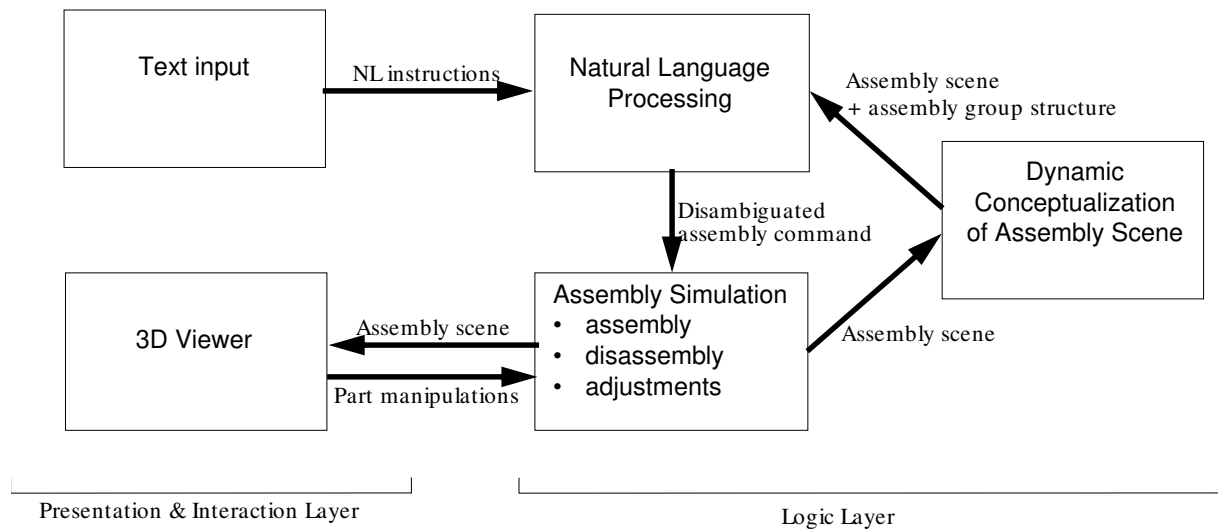 Text input
NL instructions
Natural Language
Processing
Assembly scene
+ assembly group structure
Dynamic
Conceptualization
of Assembly Scene
Disambiguated
assembly command
3D Viewer
Assembly scene
Part manipulations
Assembly Simulation
• assembly
• disassembly
• adjustments
Assembly scene
Presentation & Interaction Layer
Logic Layer